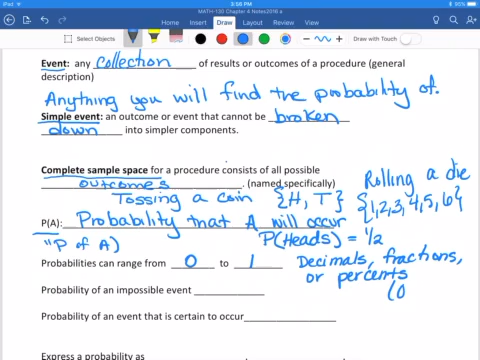 iPad
3:56 PM
90%
MATH-130 Chapter 4 Notes2016 a
Home Insert Draw View
Select Objects
Draw with Touch
Event: any collection of results or outcomes of a procedure (general
description)
Anything you will find the probability of.
Simple event: an outcome or event that cannot be broken
down into simpler components.
Complete sample space for a procedure consists of all possible
outcomes (named specifically)
Rolling a die
Tossing a coin {H, T} {1,2,3,4,5,6}
P(A): Probability that A will occur
"P of A) P(Heads) = 1/2
Probabilities can range from 0 to 1 Decimals, fractions,
or percents
(0
Probability of an impossible event
Probability of an event that is certain to occur
Express a probability as